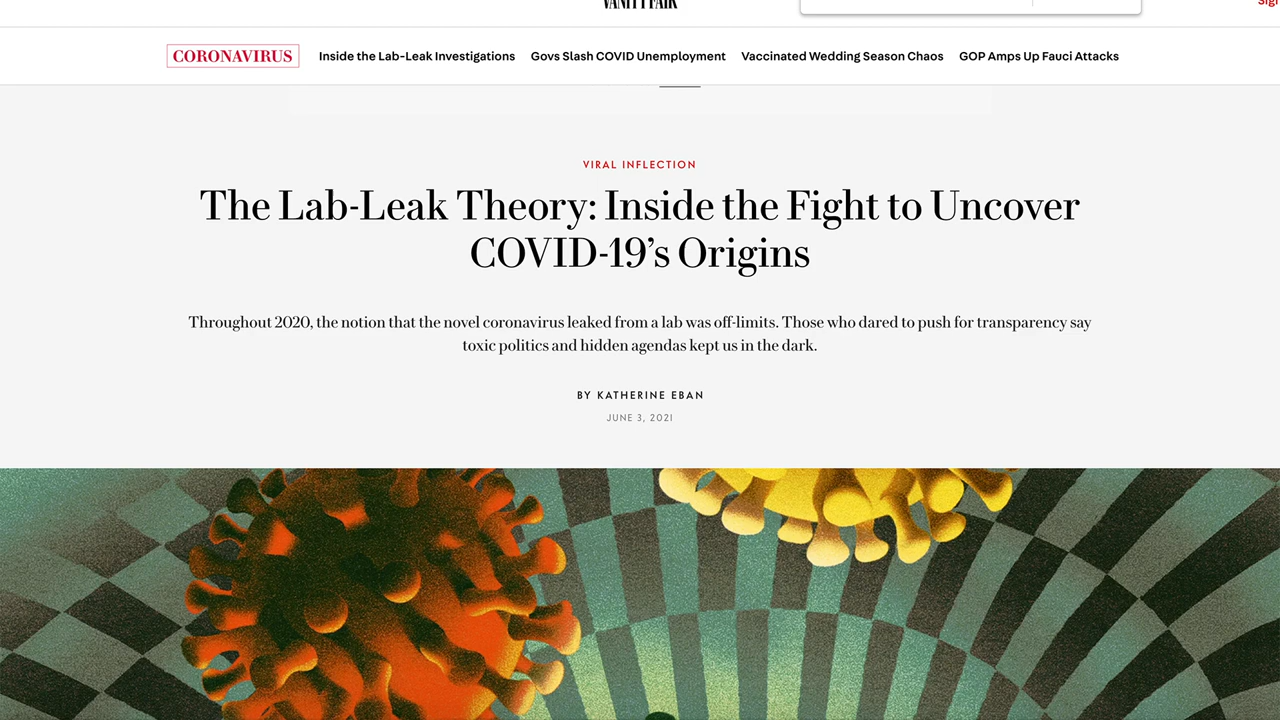 VANITY FAIR
CORONAVIRUS
Inside the Lab-Leak Investigations
Govs Slash COVID Unemployment
Vaccinated Wedding Season Chaos
GOP Amps Up Fauci Attacks
VIRAL INFLECTION
The Lab-Leak Theory: Inside the Fight to Uncover
COVID-19’s Origins
Throughout 2020, the notion that the novel coronavirus leaked from a lab was off-limits. Those who dared to push for transparency say
toxic politics and hidden agendas kept us in the dark.
BY KATHERINE EBAN
JUNE 3, 2021